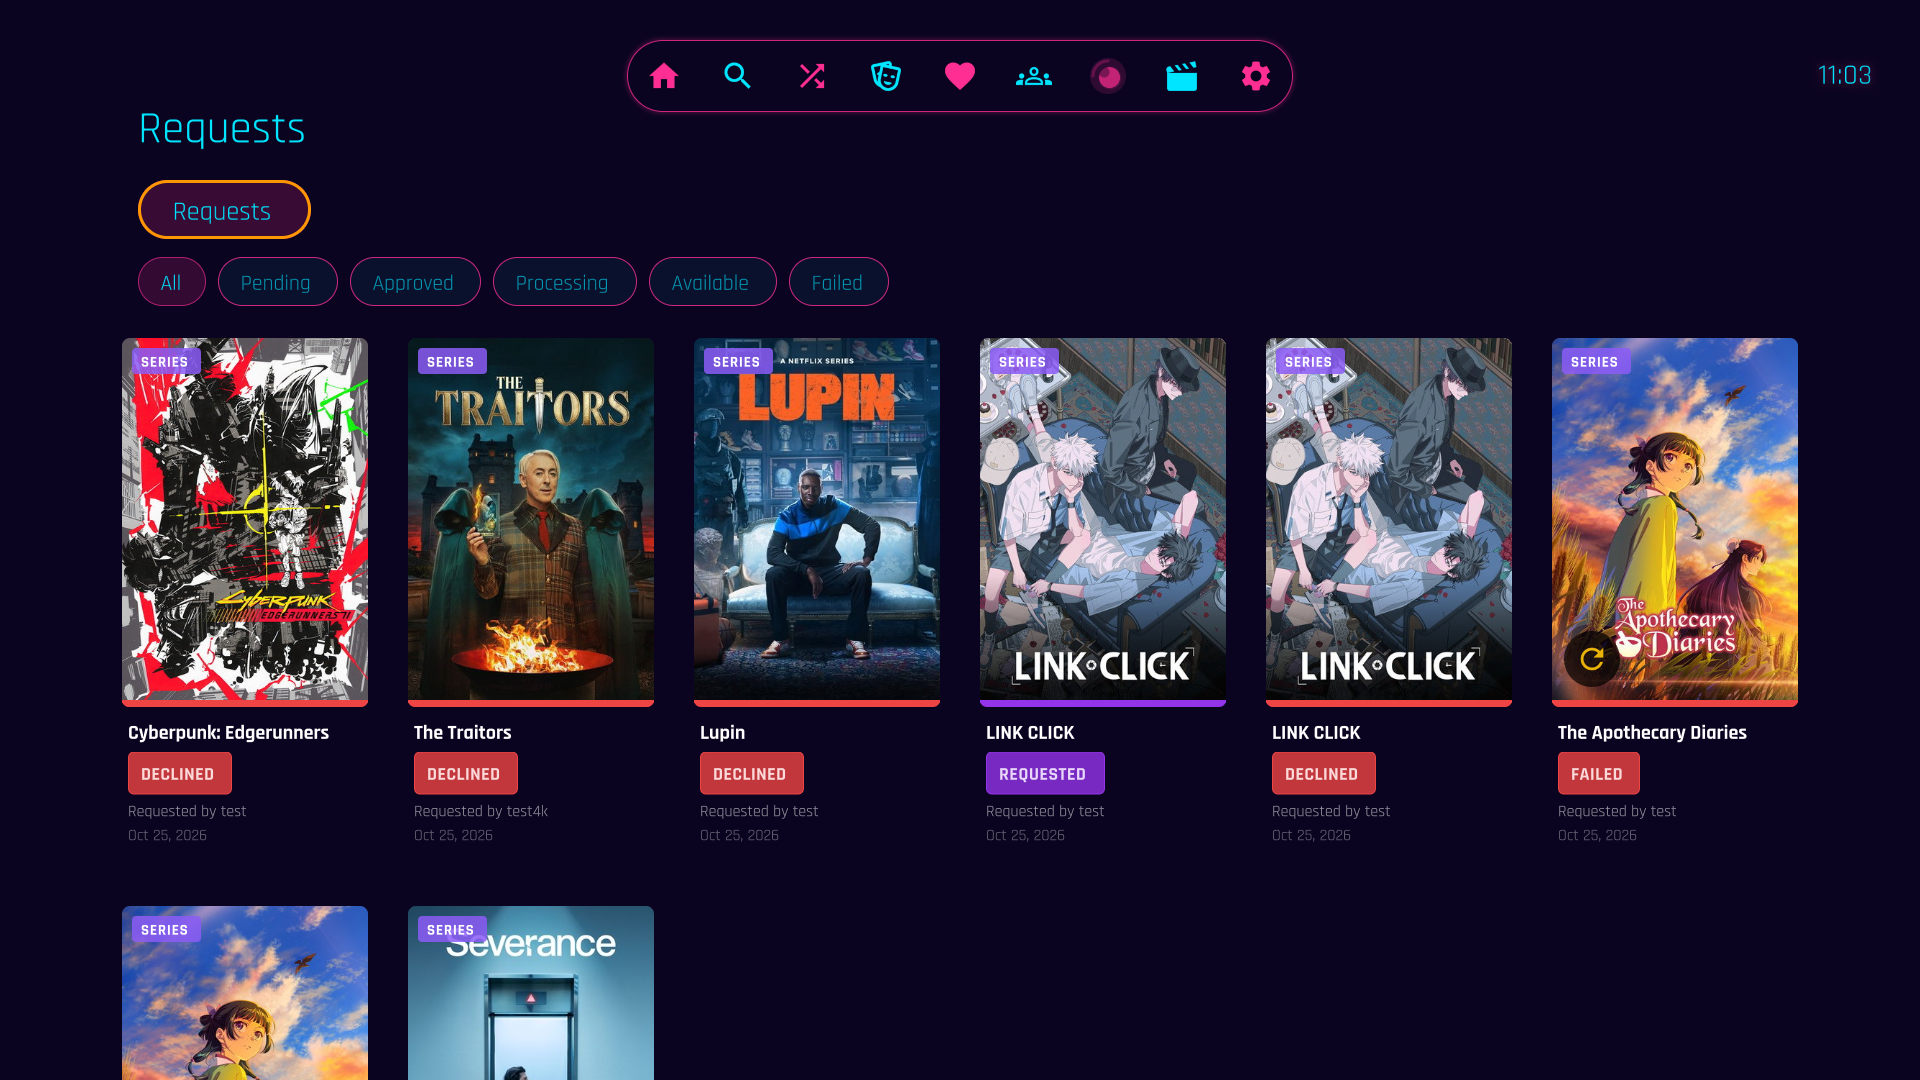 11:03
Requests
Requests
All
Pending
Approved
Processing
Available
Failed
SERIES
CYBERPUNK
EDGERUNNERS
Cyberpunk: Edgerunners
DECLINED
Requested by test
Oct 25, 2026
SERIES
THE
TRAITORS
The Traitors
DECLINED
Requested by test4k
Oct 25, 2026
SERIES
A NETFLIX SERIES
LUPIN
Lupin
DECLINED
Requested by test
Oct 25, 2026
SERIES
LINK CLICK
LINK CLICK
REQUESTED
Requested by test
Oct 25, 2026
SERIES
LINK CLICK
LINK CLICK
DECLINED
Requested by test
Oct 25, 2026
SERIES
The
Apothecary
Diaries
The Apothecary Diaries
FAILED
Requested by test
Oct 25, 2026
SERIES
SERIES
Severance